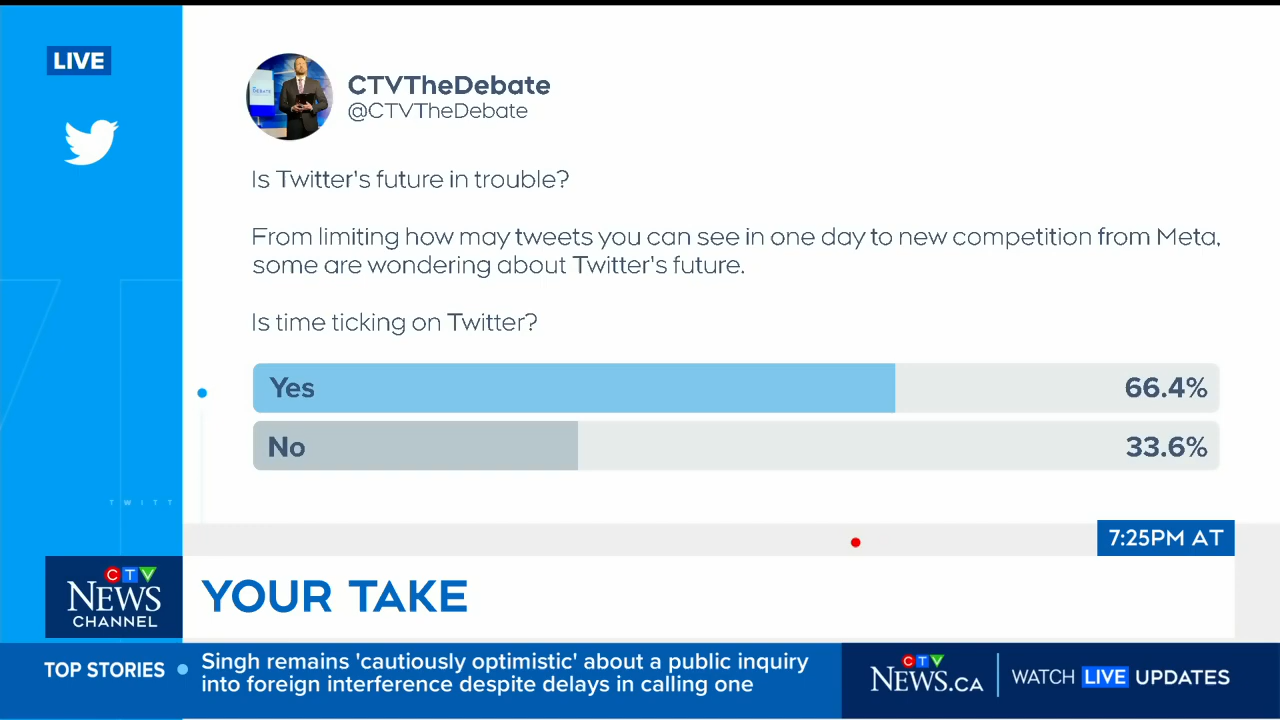 LIVE
CTVTheDebate
@CTVTheDebate
Is Twitter's future in trouble?
From limiting how may tweets you can see in one day to new competition from Meta,
some are wondering about Twitter's future.
Is time ticking on Twitter?
Yes 66.4%
No 33.6%
TWITT
7:25PM AT
CTV
NEWS
CHANNEL
YOUR TAKE
TOP STORIES
Singh remains 'cautiously optimistic' about a public inquiry
into foreign interference despite delays in calling one
CTV
NEWS.CA
WATCH LIVE UPDATES